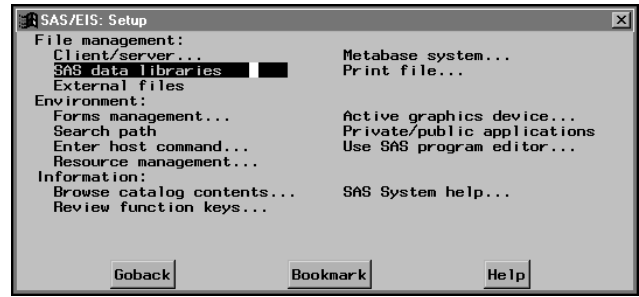 SAS/EIS: Setup
File management:
Client/server... Metabase system...
SAS data libraries Print file...
External files
Environment:
Forms management... Active graphics device...
Search path Private/public applications
Enter host command... Use SAS program editor...
Resource management...
Information:
Browse catalog contents... SAS System help...
Review function keys...
Goback Bookmark Help